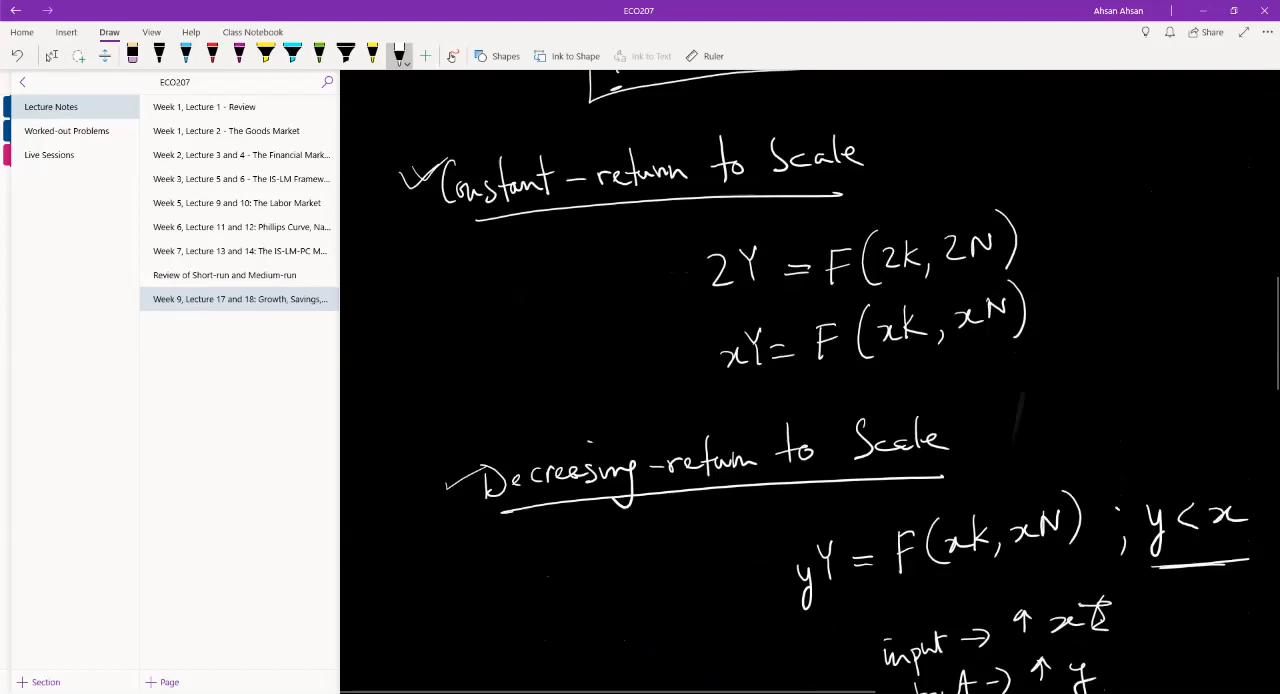 ECO207
Ahsan Ahsan
Home Insert Draw View Help Class Notebook
Share
Shapes Ink to Shape Ink to Text Ruler
ECO207
Lecture Notes
Worked-out Problems
Live Sessions
Week 1, Lecture 1 - Review
Week 1, Lecture 2 - The Goods Market
Week 2, Lecture 3 and 4 - The Financial Mark...
Week 3, Lecture 5 and 6 - The IS-LM Framew...
Week 5, Lecture 9 and 10: The Labor Market
Week 6, Lecture 11 and 12: Phillips Curve, Na...
Week 7, Lecture 13 and 14: The IS-LM-PC M...
Review of Short-run and Medium-run
Week 9, Lecture 17 and 18: Growth, Savings,...
+ Section
+ Page
Constant-return to Scale
2Y = F(2K, 2N)
xY = F(xK, xN)
Decreasing-return to Scale
yY = F(xK, xN) ; y < x
input → ↑ x
→ ↑ y